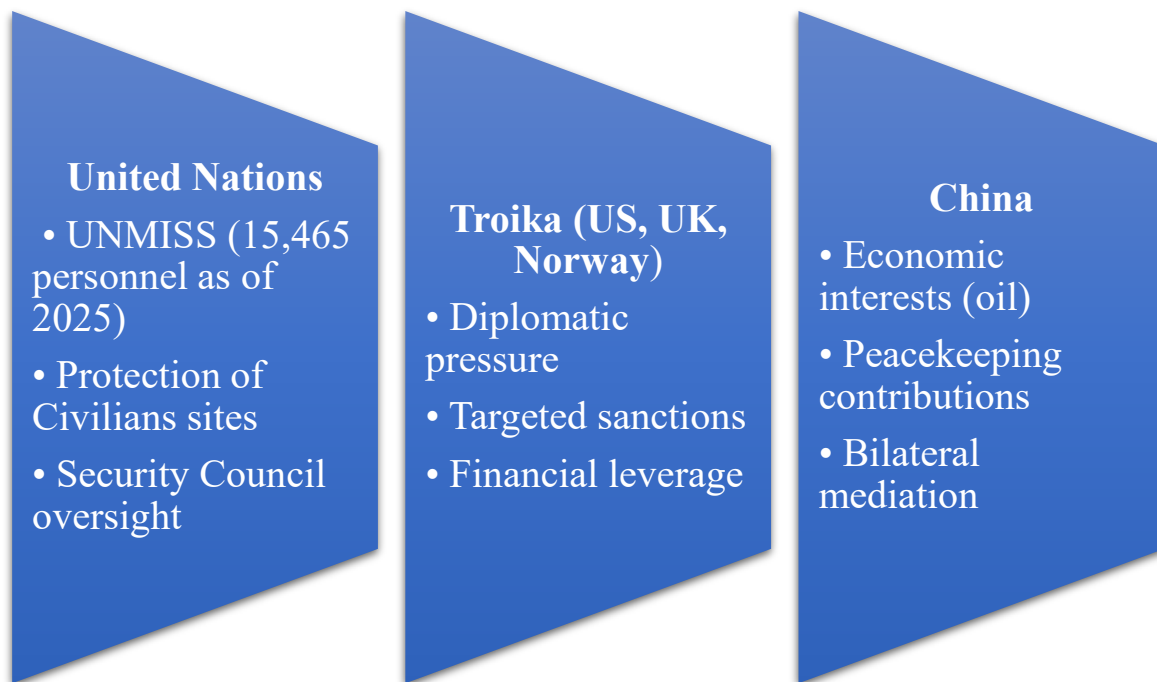 United Nations
• UNMISS (15,465
personnel as of
2025)
• Protection of
Civilians sites
• Security Council
oversight
Troika (US, UK,
Norway)
• Diplomatic
pressure
• Targeted sanctions
• Financial leverage
China
• Economic
interests (oil)
• Peacekeeping
contributions
• Bilateral
mediation